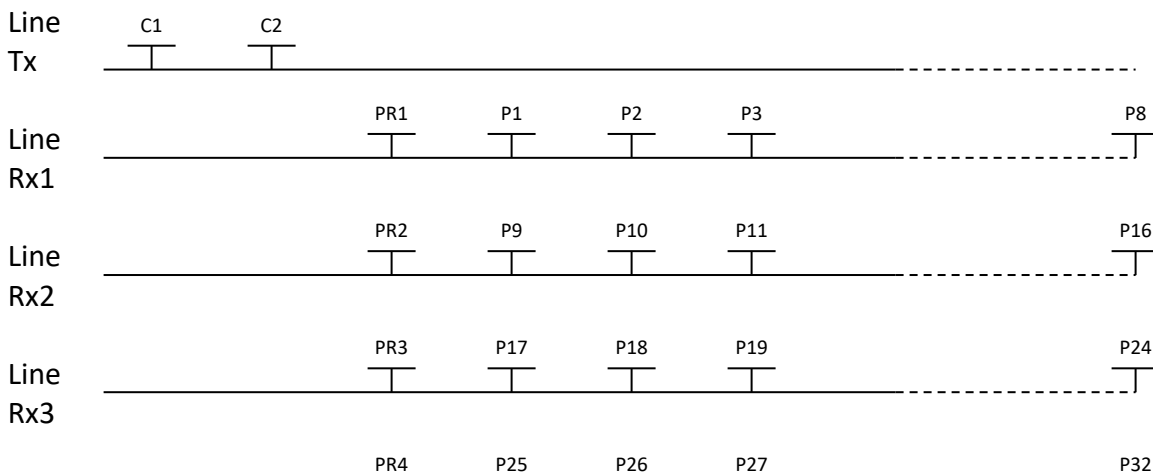 Line
Tx
C1 C2
Line
Rx1
PR1 P1 P2 P3 P8
Line
Rx2
PR2 P9 P10 P11 P16
Line
Rx3
PR3 P17 P18 P19 P24
PR4 P25 P26 P27 P32